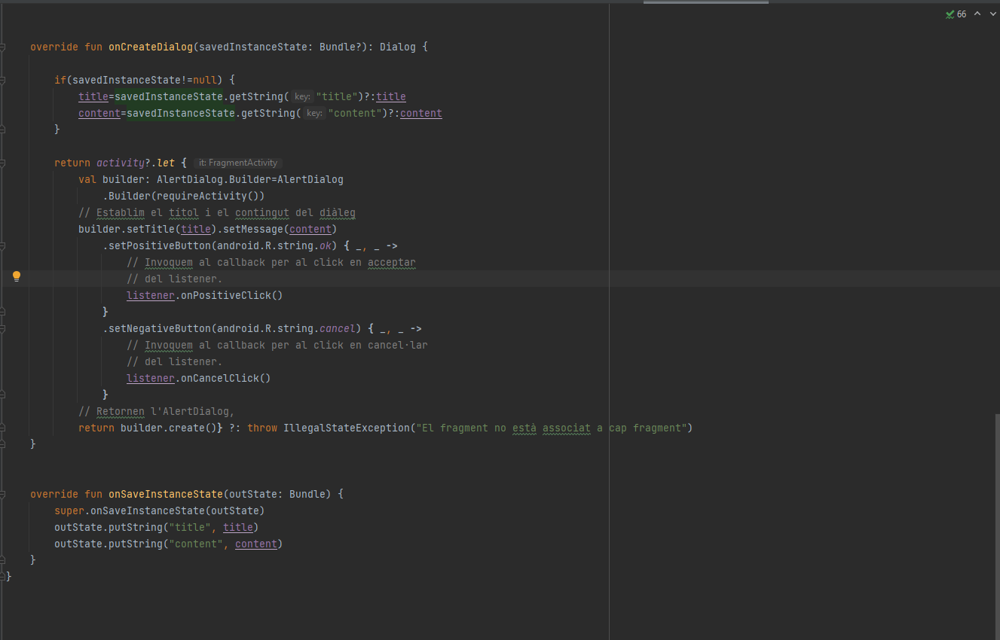 66
override fun onCreateDialog(savedInstanceState: Bundle?): Dialog {
if(savedInstanceState!=null) {
title=savedInstanceState.getString( key: "title")?:title
content=savedInstanceState.getString( key: "content")?:content
}
return activity?.let { it: FragmentActivity
val builder: AlertDialog.Builder=AlertDialog
.Builder(requireActivity())
// Establim el títol i el contingut del diàleg
builder.setTitle(title).setMessage(content)
.setPositiveButton(android.R.string.ok) { _, _ ->
// Invoquem al callback per al click en acceptar
// del listener.
listener.onPositiveClick()
}
.setNegativeButton(android.R.string.cancel) { _, _ ->
// Invoquem al callback per al click en cancel·lar
// del listener.
listener.onCancelClick()
}
// Retornen l'AlertDialog,
return builder.create()} ?: throw IllegalStateException("El fragment no està associat a cap fragment")
}
override fun onSaveInstanceState(outState: Bundle) {
super.onSaveInstanceState(outState)
outState.putString("title", title)
outState.putString("content", content)
}
}